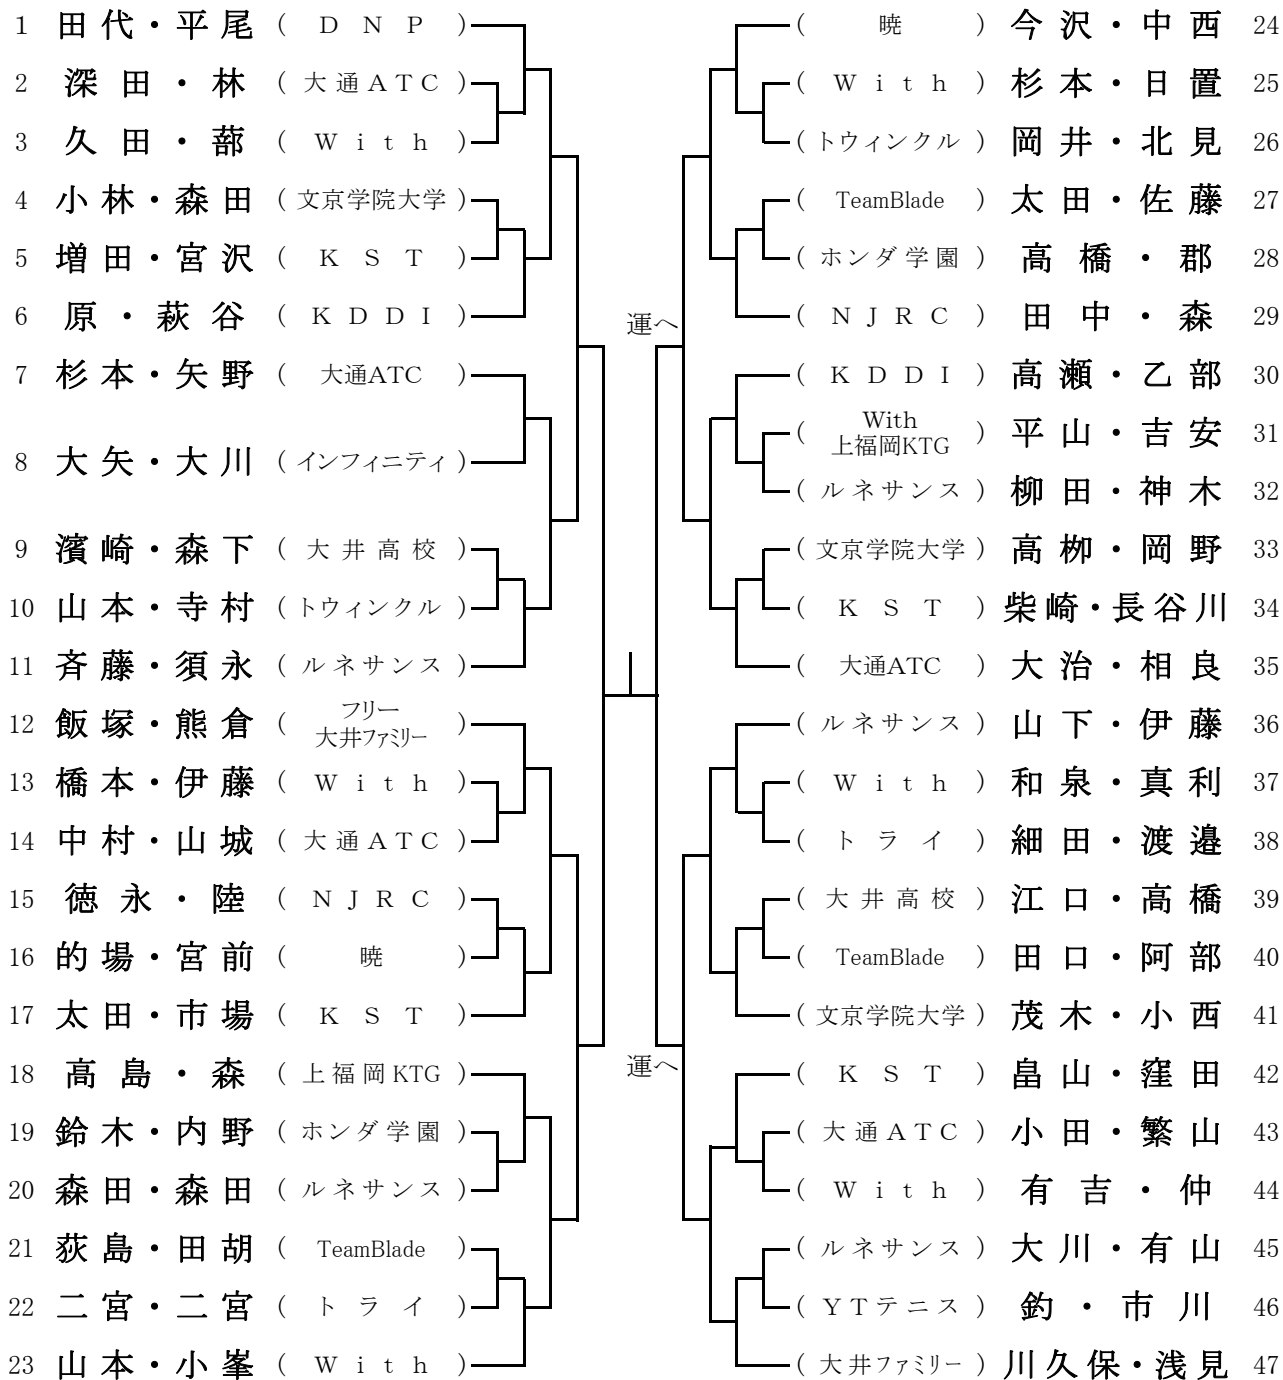 1 田代・平尾 ( DNP )
2 深田・林 ( 大通ATC )
3 久田・蔀 ( With )
4 小林・森田 ( 文京学院大学 )
5 増田・宮沢 ( KST )
6 原・萩谷 ( KDDI )
7 杉本・矢野 ( 大通ATC )
8 大矢・大川 ( インフィニティ )
9 濱崎・森下 ( 大井高校 )
10 山本・寺村 ( トウィンクル )
11 斉藤・須永 ( ルネサンス )
12 飯塚・熊倉 ( フリー
大井ファミリー )
13 橋本・伊藤 ( With )
14 中村・山城 ( 大通ATC )
15 徳永・陸 ( NJRC )
16 的場・宮前 ( 暁 )
17 太田・市場 ( KST )
18 高島・森 ( 上福岡KTG )
19 鈴木・内野 ( ホンダ学園 )
20 森田・森田 ( ルネサンス )
21 荻島・田胡 ( TeamBlade )
22 二宮・二宮 ( トライ )
23 山本・小峯 ( With )
運へ
運へ
( 暁 ) 今沢・中西 24
( With ) 杉本・日置 25
( トウィンクル ) 岡井・北見 26
( TeamBlade ) 太田・佐藤 27
( ホンダ学園 ) 高橋・郡 28
( NJRC ) 田中・森 29
( KDDI ) 高瀬・乙部 30
( With
上福岡KTG ) 平山・吉安 31
( ルネサンス ) 柳田・神木 32
( 文京学院大学 ) 高栁・岡野 33
( KST ) 柴崎・長谷川 34
( 大通ATC ) 大治・相良 35
( ルネサンス ) 山下・伊藤 36
( With ) 和泉・真利 37
( トライ ) 細田・渡邉 38
( 大井高校 ) 江口・高橋 39
( TeamBlade ) 田口・阿部 40
( 文京学院大学 ) 茂木・小西 41
( KST ) 畠山・窪田 42
( 大通ATC ) 小田・繁山 43
( With ) 有吉・仲 44
( ルネサンス ) 大川・有山 45
( YTテニス ) 釣・市川 46
( 大井ファミリー ) 川久保・浅見 47